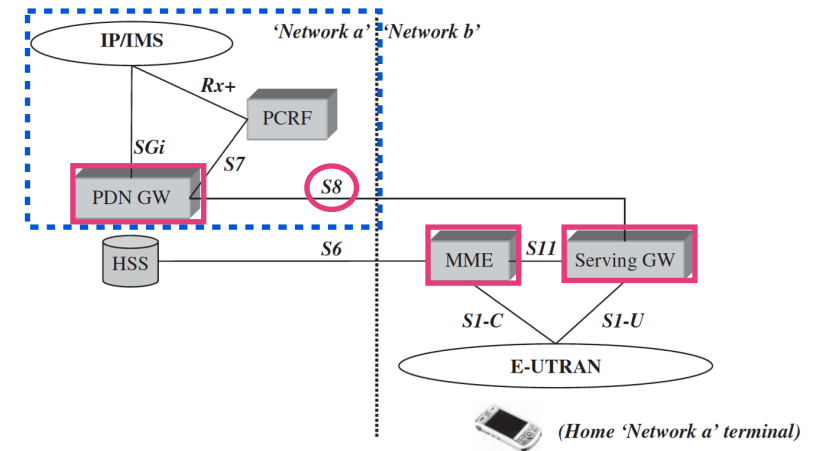 IP/IMS
'Network a'
'Network b'
Rx+
PCRF
SGi
S7
PDN GW
S8
HSS
S6
MME
S11
Serving GW
S1-C
S1-U
E-UTRAN
(Home 'Network a' terminal)